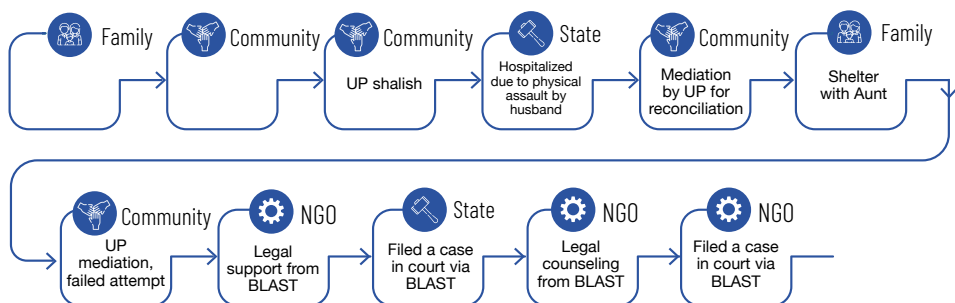 Family
Community
Community
UP shalish
State
Hospitalized
due to physical
assault by
husband
Community
Mediation
by UP for
reconciliation
Family
Shelter
with Aunt
Community
UP
mediation,
failed attempt
NGO
Legal
support from
BLAST
State
Filed a case
in court via
BLAST
NGO
Legal
counseling
from BLAST
NGO
Filed a case
in court via
BLAST